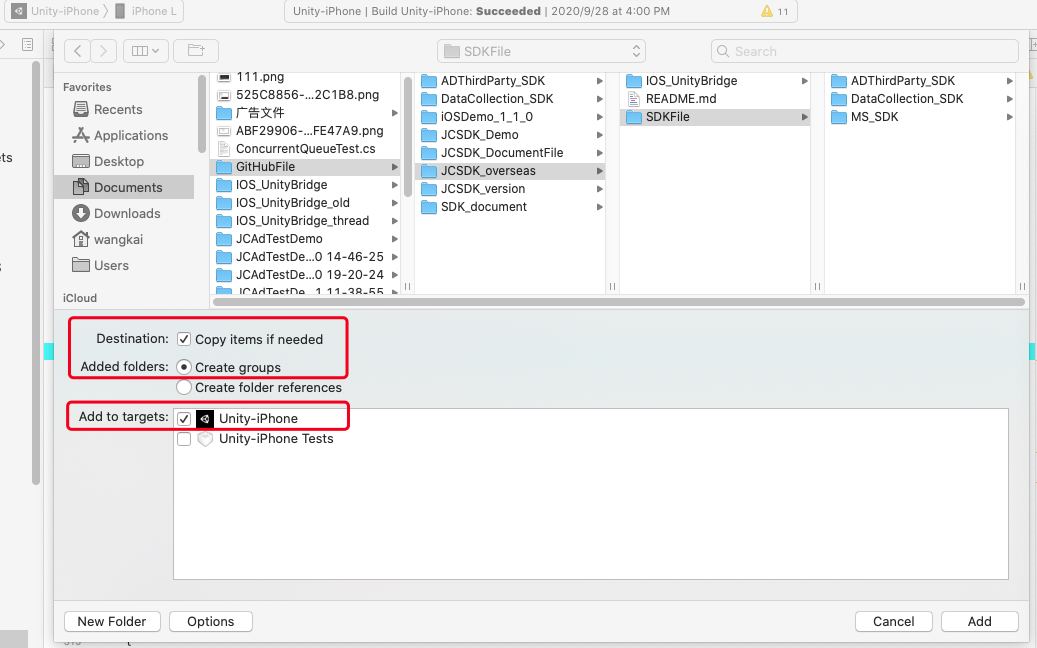 Unity-iPhone
iPhone L
Unity-iPhone | Build Unity-iPhone: Succeeded | 2020/9/28 at 4:00 PM
11
SDKFile
Search
Favorites
Recents
Applications
Desktop
Documents
Downloads
wangkai
Users
iCloud
111.png
525C8856-...2C1B8.png
广告文件
ABF29906-...FE47A9.png
ConcurrentQueueTest.cs
GitHubFile
IOS_UnityBridge
IOS_UnityBridge_old
IOS_UnityBridge_thread
JCAdTestDemo
JCAdTestDe...0 14-46-25
JCAdTestDe...0 19-20-24
JCAdTestDe...1 11-38-55
ADThirdParty_SDK
DataCollection_SDK
iOSDemo_1_1_0
JCSDK_Demo
JCSDK_DocumentFile
JCSDK_overseas
JCSDK_version
SDK_document
IOS_UnityBridge
README.md
SDKFile
ADThirdParty_SDK
DataCollection_SDK
MS_SDK
ets
Destination: Copy items if needed
Added folders: Create groups
Create folder references
Add to targets: Unity-iPhone
Unity-iPhone Tests
New Folder
Options
Cancel
Add